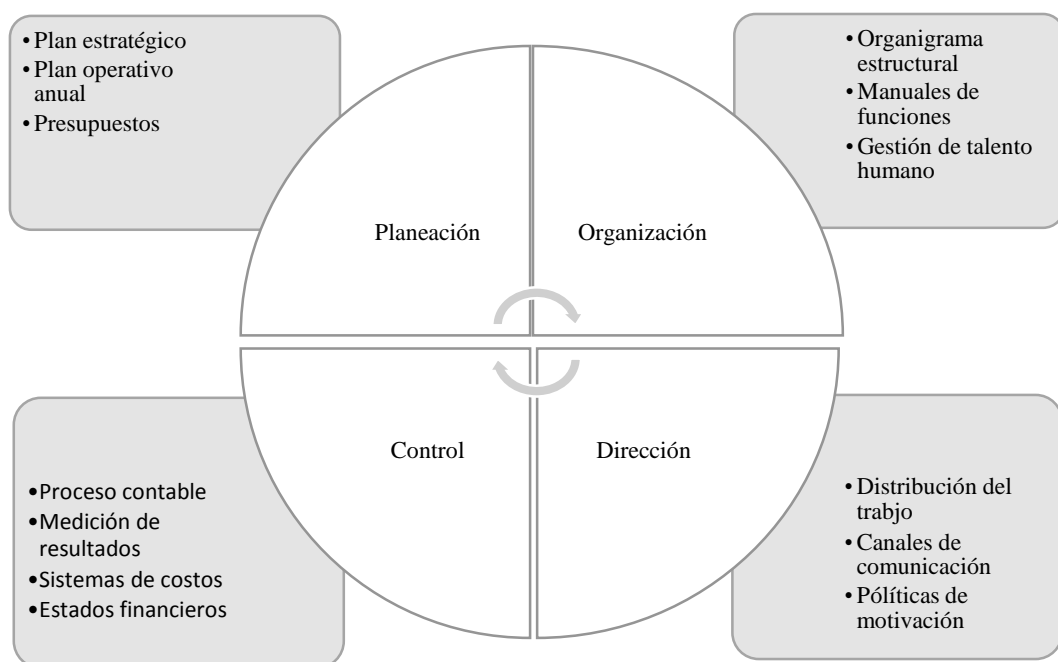 • Plan estratégico
• Plan operativo
anual
• Presupuestos
• Organigrama
estructural
• Manuales de
funciones
• Gestión de talento
humano
Planeación
Organización
Control
Dirección
•Proceso contable
•Medición de
resultados
•Sistemas de costos
•Estados financieros
• Distribución del
trabjo
• Canales de
comunicación
• Pólíticas de
motivación